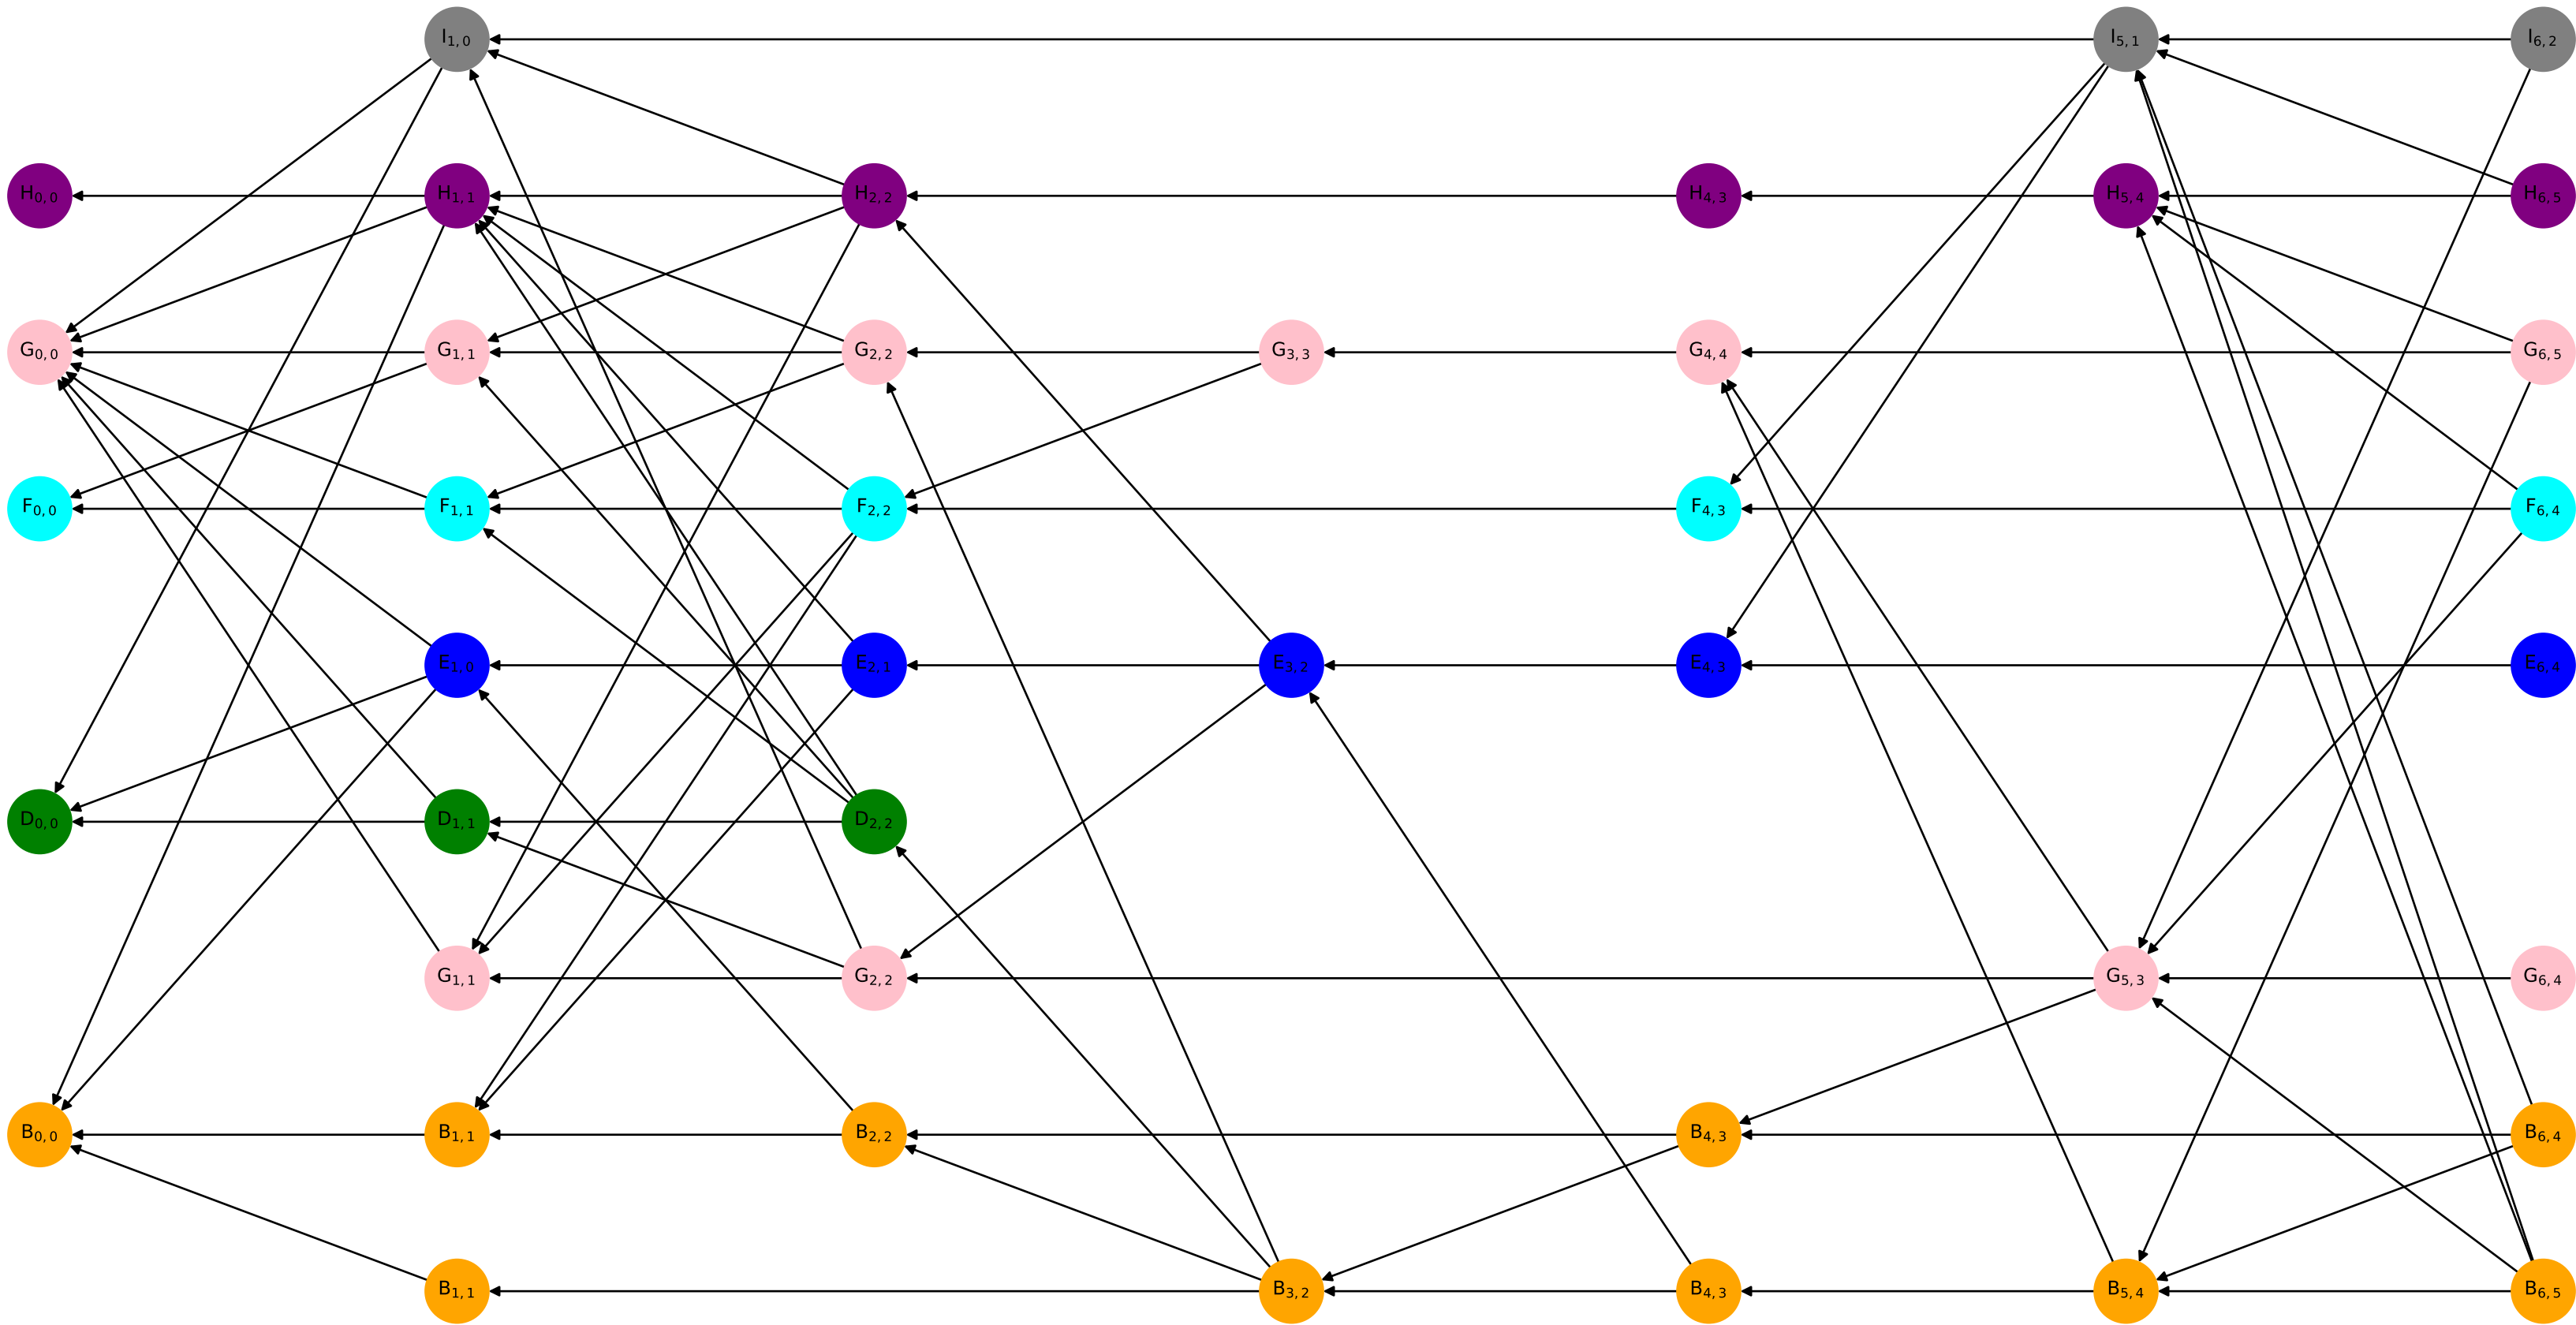 I1,0 I5,1 I6,2
H0,0 H1,1 H2,2 H4,3 H5,4 H6,5
G0,0 G1,1 G2,2 G3,3 G4,4 G6,5
F0,0 F1,1 F2,2 F4,3 F6,4
E1,0 E2,1 E3,2 E4,3 E6,4
D0,0 D1,1 D2,2
G1,1 G2,2 G5,3 G6,4
B0,0 B1,1 B2,2 B4,3 B6,4
B1,1 B3,2 B4,3 B5,4 B6,5